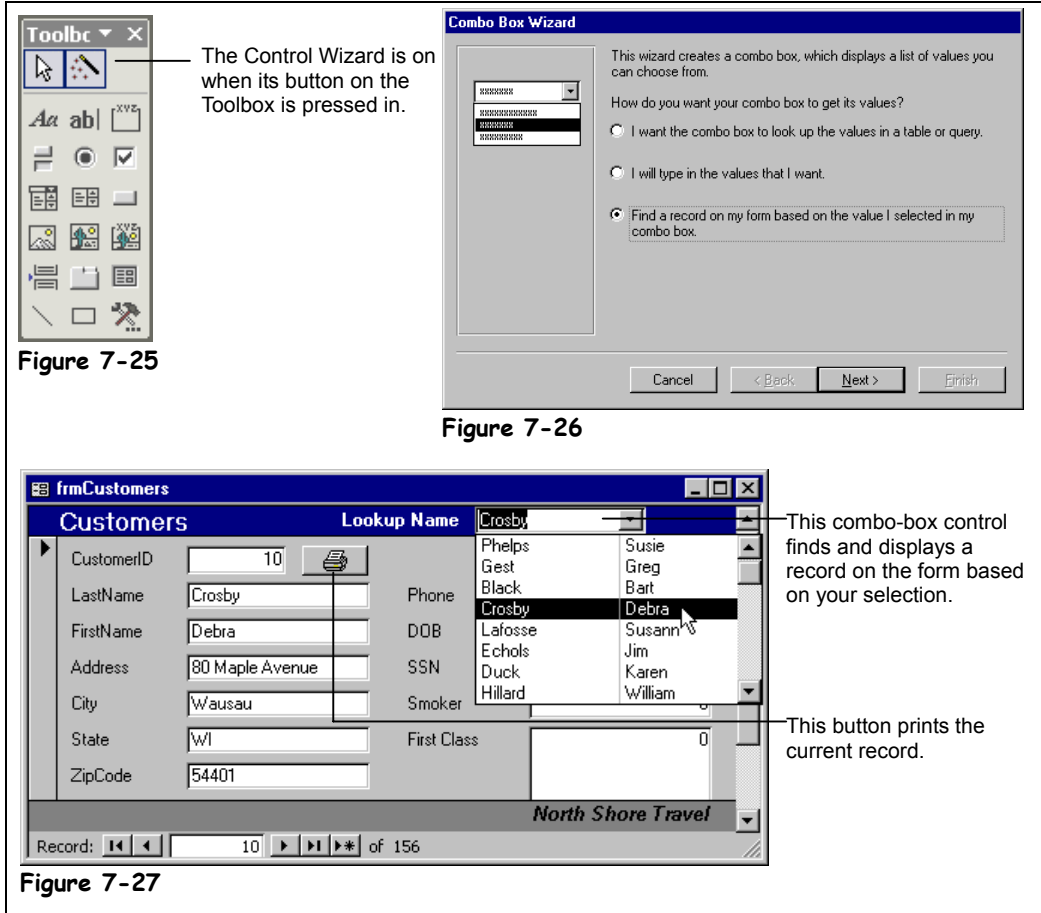 Toolbc
The Control Wizard is on
when its button on the
Toolbox is pressed in.
Aa ab| XYZ
XYZ
Figure 7-25
Combo Box Wizard
This wizard creates a combo box, which displays a list of values you
can choose from.
How do you want your combo box to get its values?
I want the combo box to look up the values in a table or query.
I will type in the values that I want.
Find a record on my form based on the value I selected in my
combo box.
xxxxxxxx
xxxxxxxxxxxx
xxxxxxxx
xxxxxxxxx
Cancel < Back Next > Finish
Figure 7-26
frmCustomers
Customers Lookup Name Crosby
Phelps Susie
Gest Greg
Black Bart
Crosby Debra
Lafosse Susann
Echols Jim
Duck Karen
Hillard William
CustomerID 10
LastName Crosby Phone
FirstName Debra DOB
Address 80 Maple Avenue SSN
City Wausau Smoker
State WI First Class 0
ZipCode 54401
North Shore Travel
Record: 10 of 156
This combo-box control
finds and displays a
record on the form based
on your selection.
This button prints the
current record.
Figure 7-27